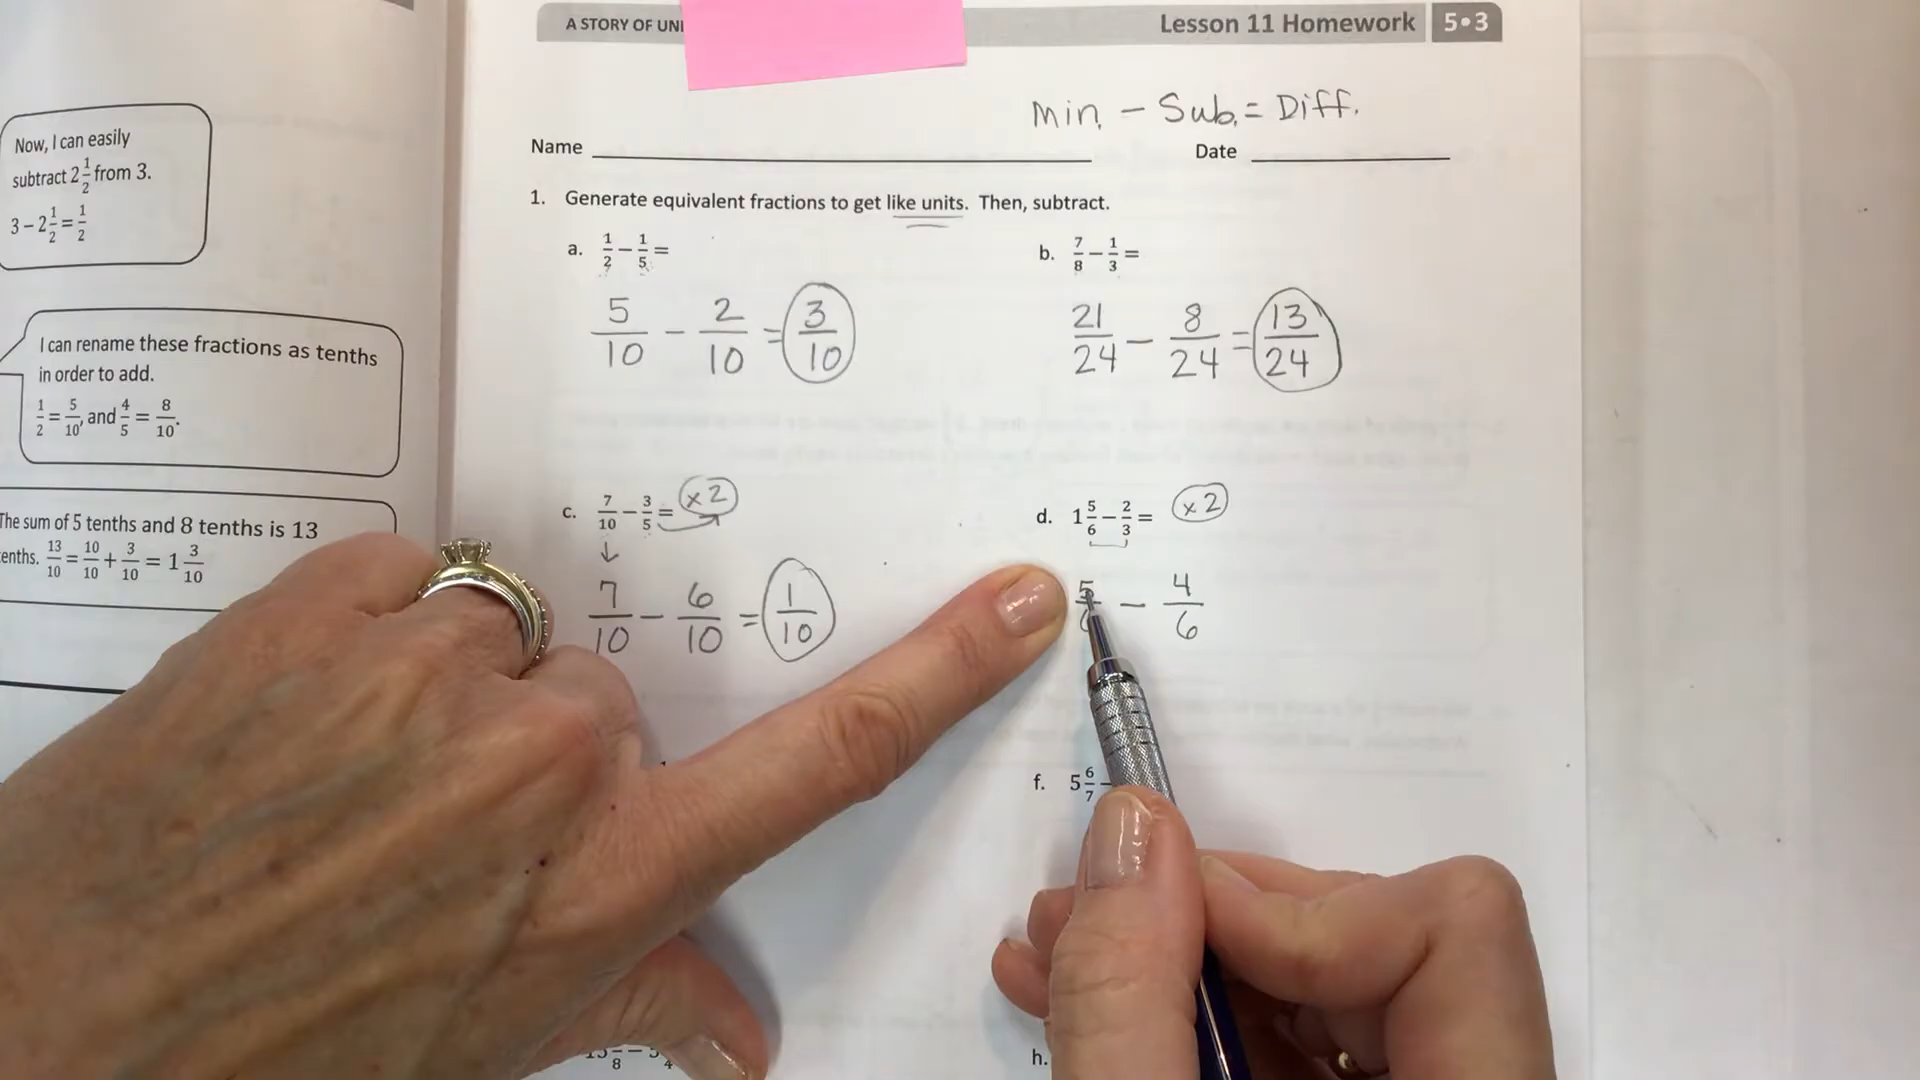 A STORY OF UNI
Lesson 11 Homework 5•3
Min. - Sub. = Diff.
Name
Date
1. Generate equivalent fractions to get like units. Then, subtract.
a. 1/2 - 1/5 =
5/10 - 2/10 = 3/10
b. 7/8 - 1/3 =
21/24 - 8/24 = 13/24
c. 7/10 - 3/5 = x2
7/10 - 6/10 = 1/10
d. 1 5/6 - 2/3 = x2
5/6 - 4/6
f. 5 6/7 -
h.
Now, I can easily
subtract 2 1/2 from 3.
3 - 2 1/2 = 1/2
I can rename these fractions as tenths
in order to add.
1/2 = 5/10, and 4/5 = 8/10.
The sum of 5 tenths and 8 tenths is 13
enths. 13/10 = 10/10 + 3/10 = 1 3/10